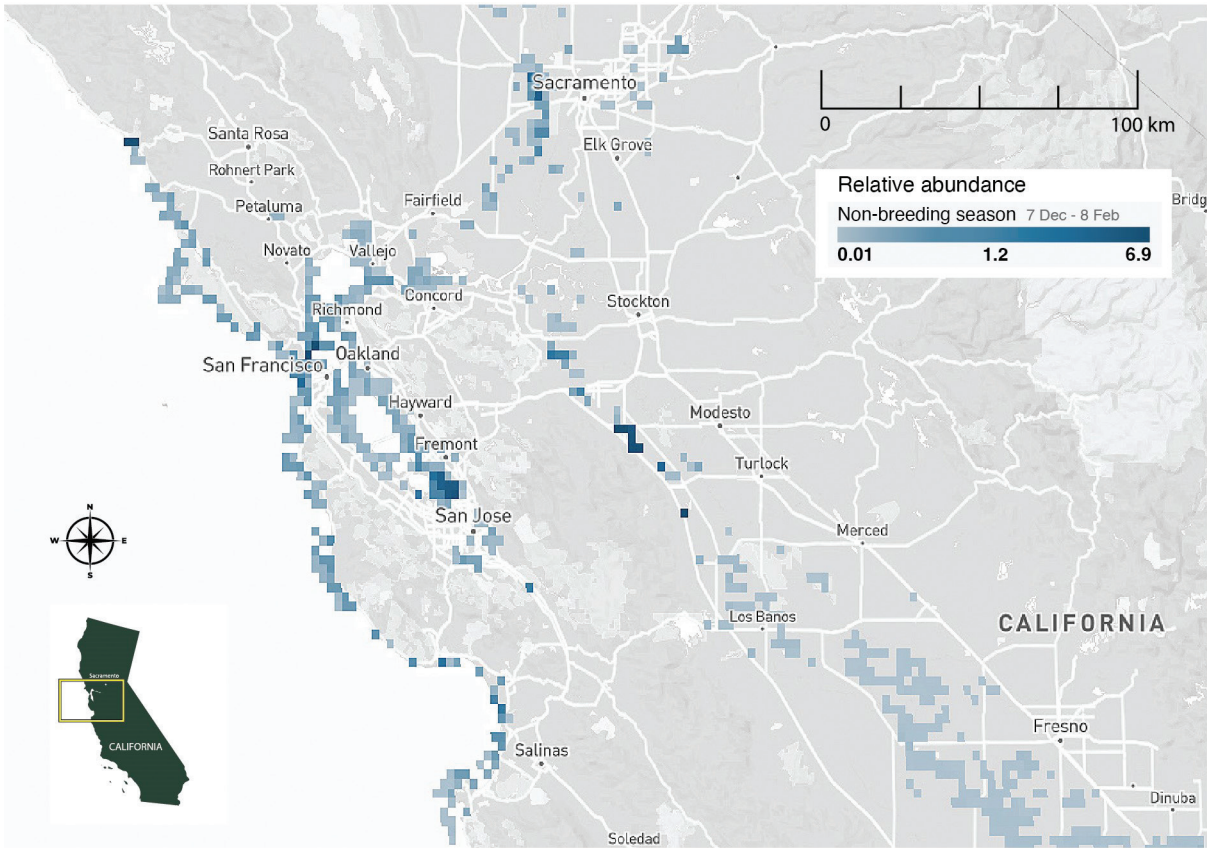 Sacramento
Santa Rosa
Elk Grove
Rohnert Park
Petaluma
Fairfield
Novato
Vallejo
Concord
Richmond
Stockton
San Francisco
Oakland
Hayward
Modesto
Fremont
Turlock
San Jose
Merced
Los Banos
CALIFORNIA
Fresno
Salinas
Dinuba
Soledad
0 100 km
Relative abundance
Non-breeding season 7 Dec - 8 Feb
0.01 1.2 6.9
Bridg
N
W E
S
Sacramento
CALIFORNIA